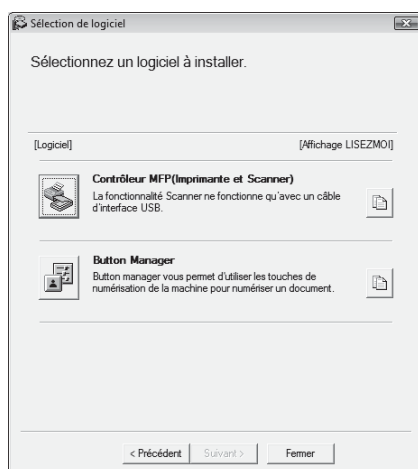 Sélection de logiciel
Sélectionnez un logiciel à installer.
[Logiciel] [Affichage LISEZMOI]
Contrôleur MFP(Imprimante et Scanner)
La fonctionnalité Scanner ne fonctionne qu'avec un câble
d'interface USB.
Button Manager
Button manager vous permet d'utiliser les touches de
numérisation de la machine pour numériser un document.
< Précédent Suivant > Fermer